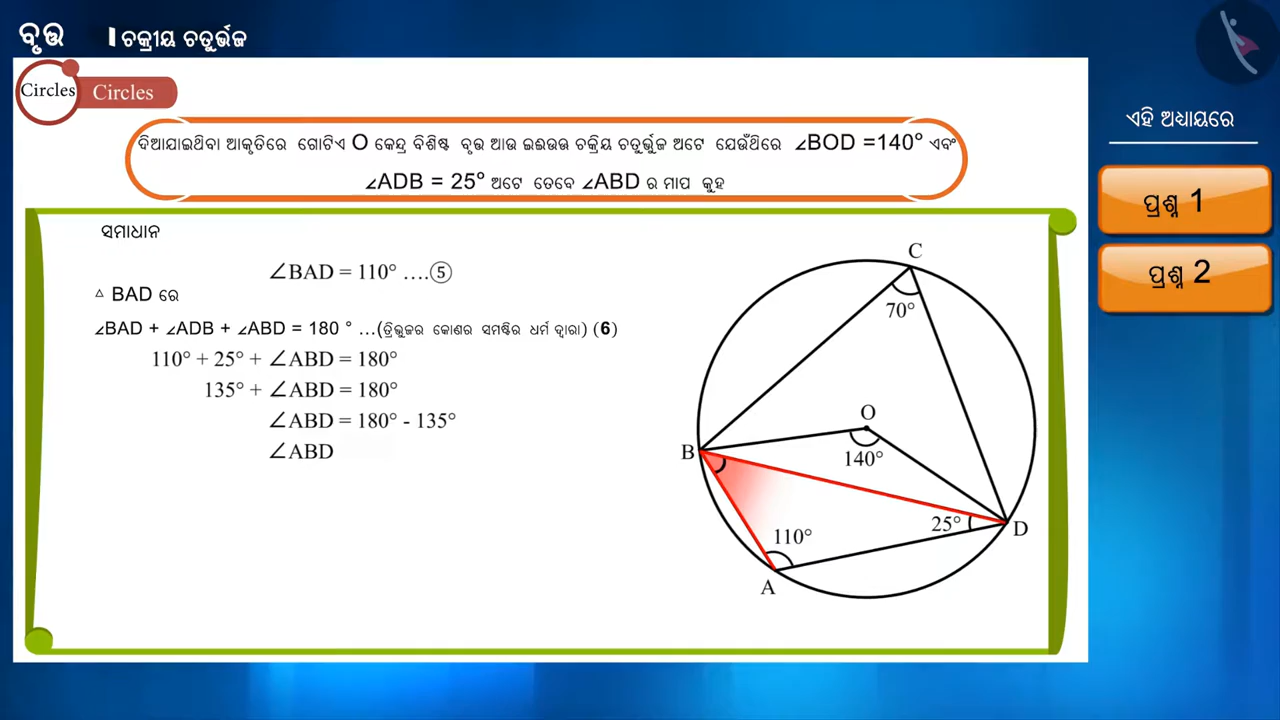 ବୃତ୍ତ । ଚକ୍ରୀୟ ଚତୁର୍ଭୁଜ
Circles Circles
ଦିଆଯାଇଥିବା ଆକୃତିରେ ଗୋଟିଏ O କେନ୍ଦ୍ର ବିଶିଷ୍ଟ ବୃତ୍ତ ଆଉ ଇଈଉଊ ଚକ୍ରିୟ ଚତୁର୍ଭୁଜ ଅଟେ ଯେଉଁଥିରେ ∠BOD =140° ଏବଂ
∠ADB = 25° ଅଟେ ତେବେ ∠ABD ର ମାପ କୁହ
ସମାଧାନ
∠BAD = 110° ....⑤
△ BAD ରେ
∠BAD + ∠ADB + ∠ABD = 180 ° ...(ତ୍ରିଭୁଜର କୋଣର ସମଷ୍ଟିର ଧର୍ମ ଦ୍ୱାରା) (6)
110° + 25° + ∠ABD = 180°
135° + ∠ABD = 180°
∠ABD = 180° - 135°
∠ABD
C
70°
O
140°
B
25°
D
110°
A
ଏହି ଅଧ୍ୟାୟରେ
ପ୍ରଶ୍ନ 1
ପ୍ରଶ୍ନ 2